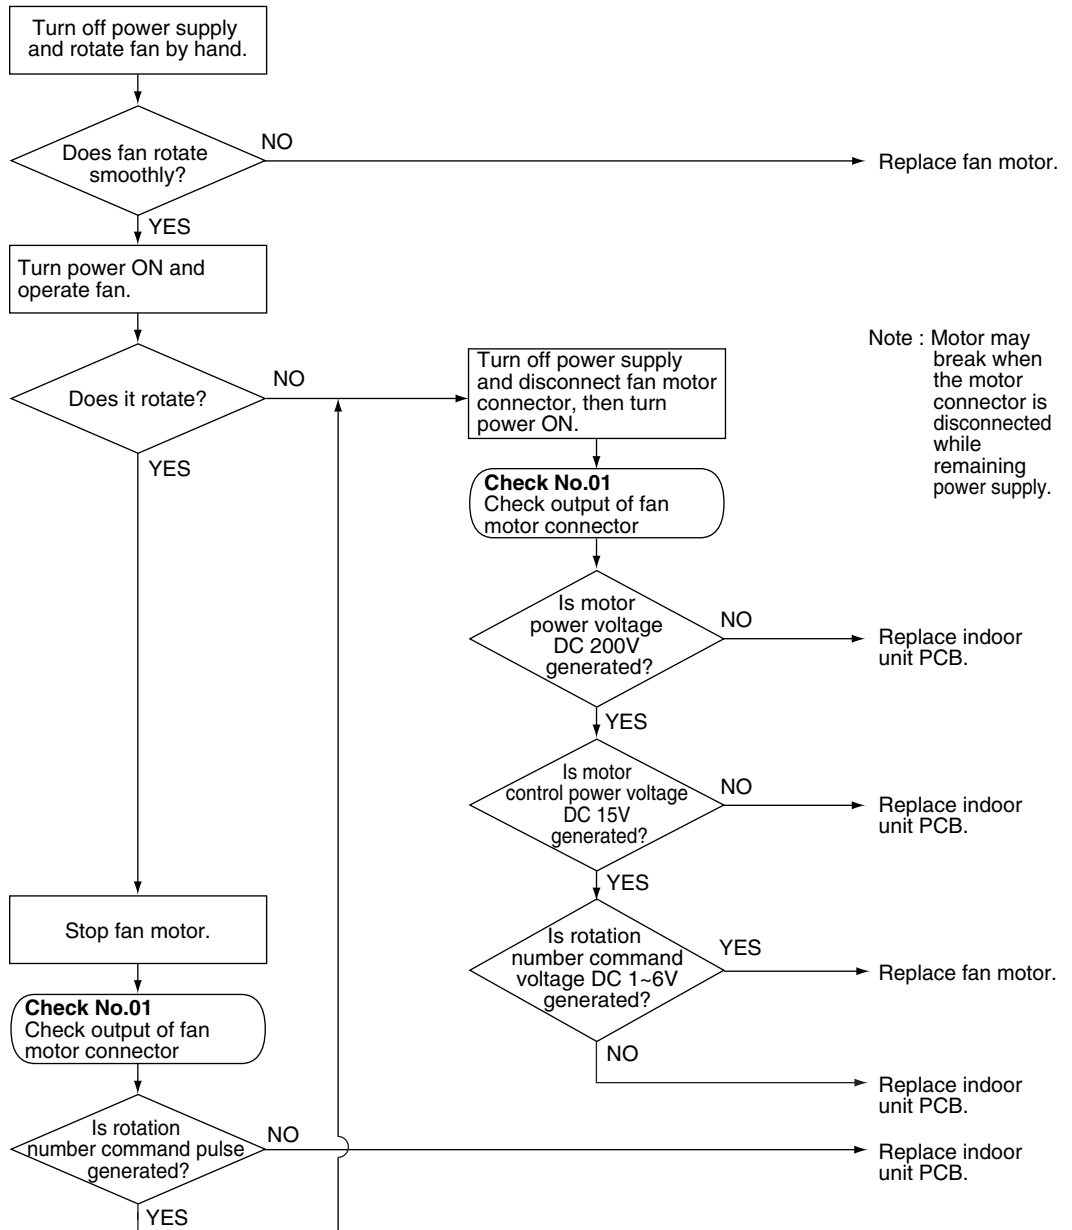 Turn off power supply
and rotate fan by hand.
Does fan rotate
smoothly?
NO
Replace fan motor.
YES
Turn power ON and
operate fan.
Does it rotate?
NO
Turn off power supply
and disconnect fan motor
connector, then turn
power ON.
Note : Motor may
break when
the motor
connector is
disconnected
while
remaining
power supply.
YES
Check No.01
Check output of fan
motor connector
Is motor
power voltage
DC 200V
generated?
NO
Replace indoor
unit PCB.
YES
Is motor
control power voltage
DC 15V
generated?
NO
Replace indoor
unit PCB.
YES
Is rotation
number command
voltage DC 1~6V
generated?
YES
Replace fan motor.
NO
Replace indoor
unit PCB.
Stop fan motor.
Check No.01
Check output of fan
motor connector
Is rotation
number command pulse
generated?
NO
Replace indoor
unit PCB.
YES